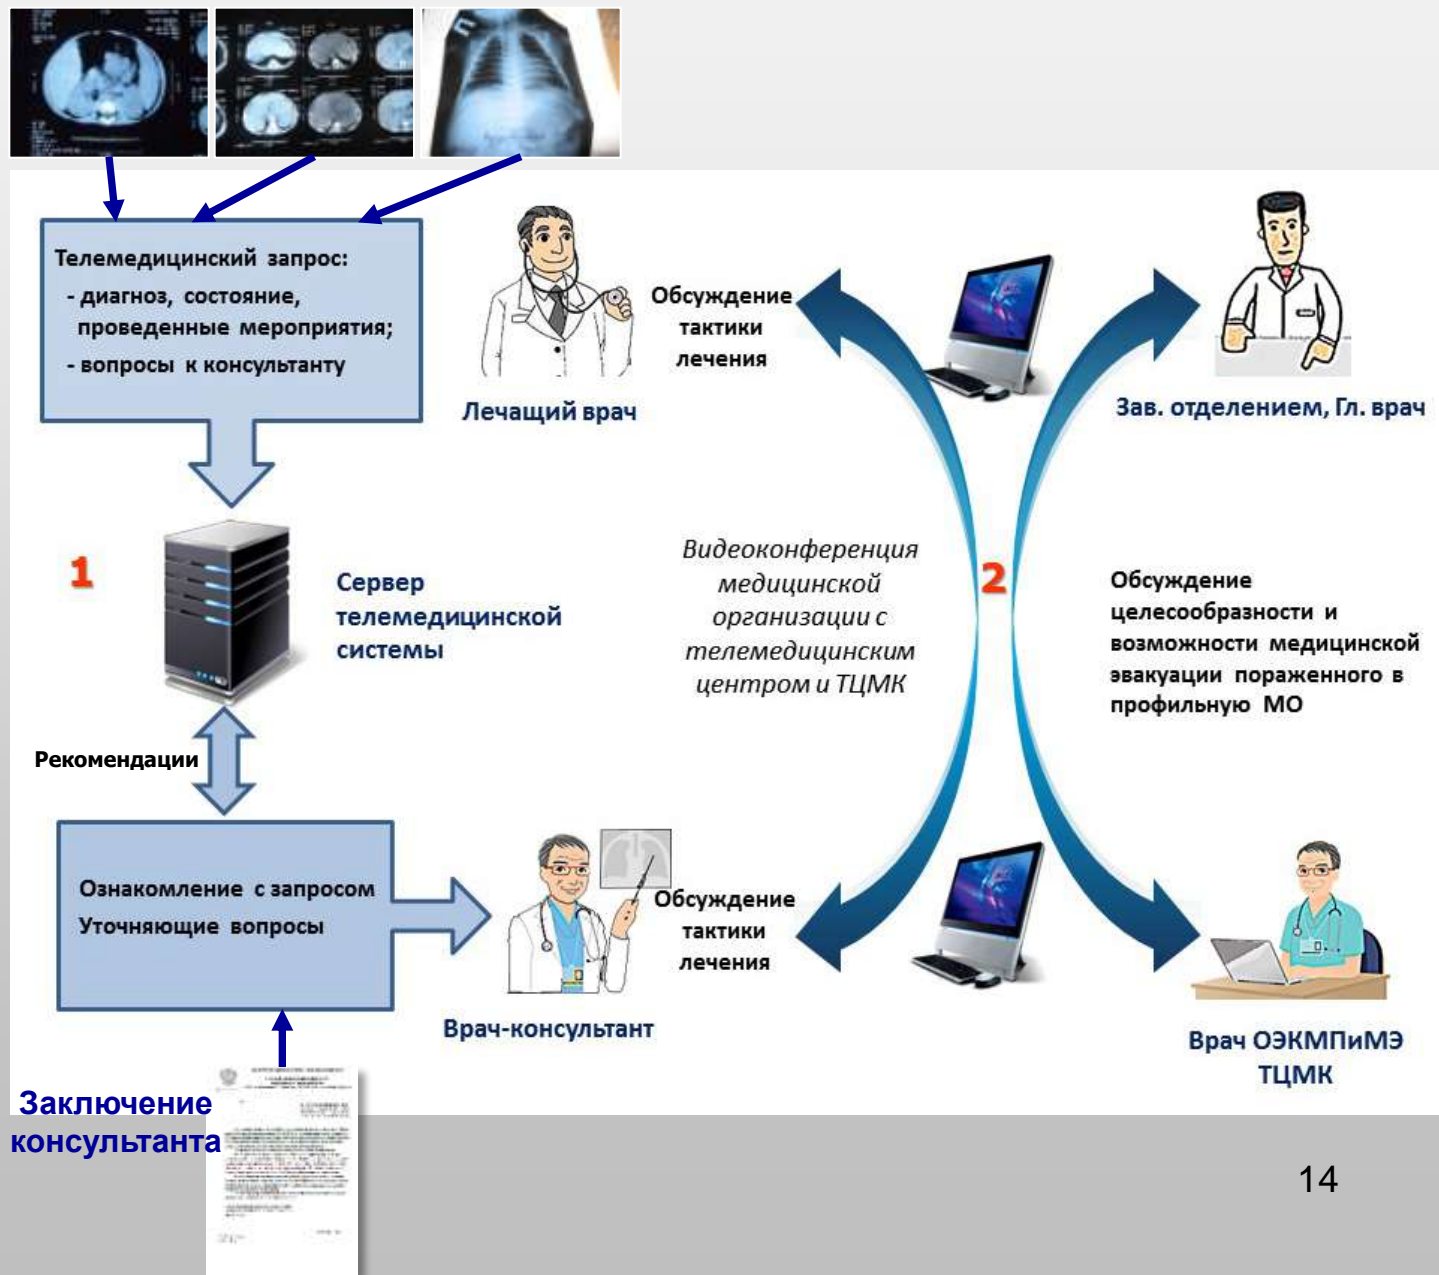 Телемедицинский запрос:
- диагноз, состояние,
проведенные мероприятия;
- вопросы к консультанту
Лечащий врач
Обсуждение
тактики
лечения
Зав. отделением, Гл. врач
1
Сервер
телемедицинской
системы
Видеоконференция
медицинской
организации с
телемедицинским
центром и ТЦМК
2
Обсуждение
целесообразности и
возможности медицинской
эвакуации пораженного в
профильную МО
Рекомендации
Ознакомление с запросом
Уточняющие вопросы
Врач-консультант
Обсуждение
тактики
лечения
Врач ОЭКМПиМЭ
ТЦМК
Заключение
консультанта
14